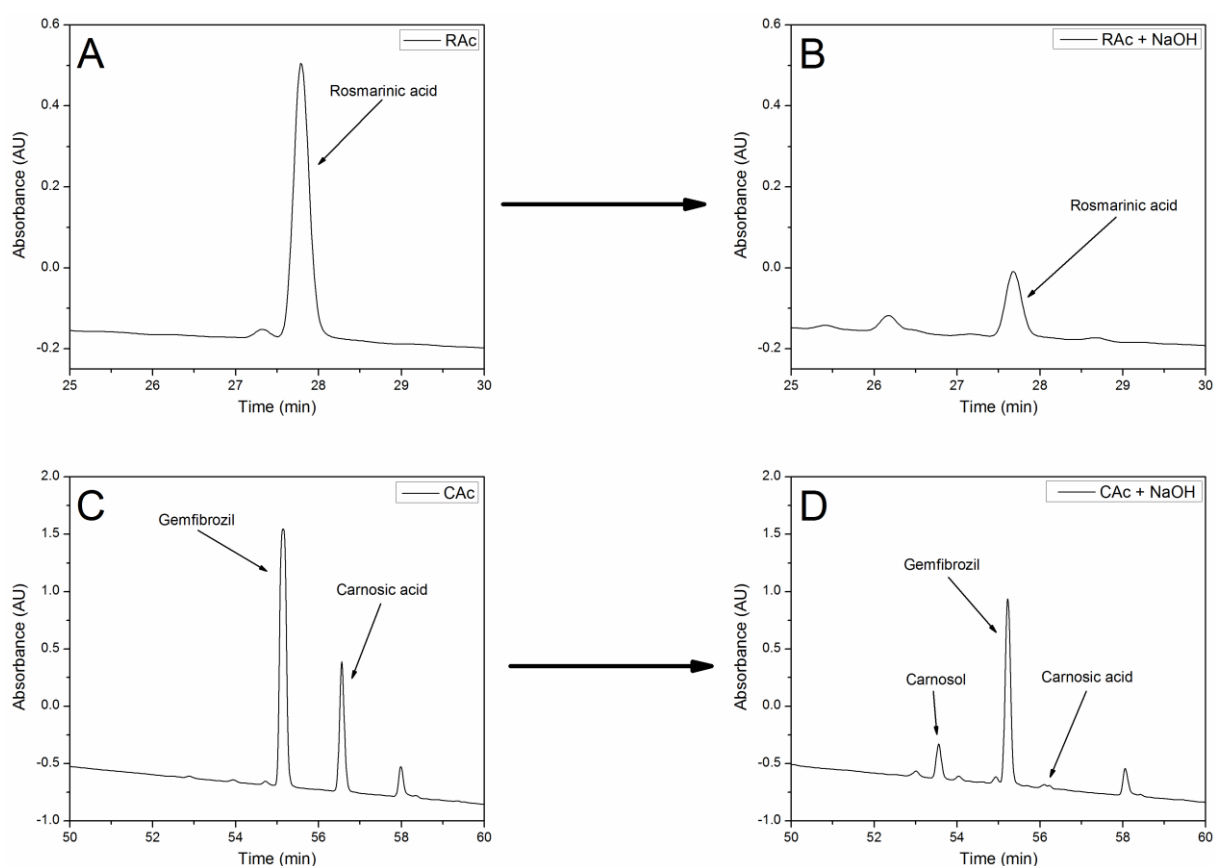 A
RAc
Rosmarinic acid
Absorbance (AU)
0.6
0.4
0.2
0.0
-0.2
25 26 27 28 29 30
Time (min)
B
RAc + NaOH
Rosmarinic acid
Absorbance (AU)
0.6
0.4
0.2
0.0
-0.2
25 26 27 28 29 30
Time (min)
C
CAc
Gemfibrozil
Carnosic acid
Absorbance (AU)
2.0
1.5
1.0
0.5
0.0
-0.5
-1.0
50 52 54 56 58 60
Time (min)
D
CAc + NaOH
Gemfibrozil
Carnosol
Carnosic acid
Absorbance (AU)
2.0
1.5
1.0
0.5
0.0
-0.5
-1.0
50 52 54 56 58 60
Time (min)